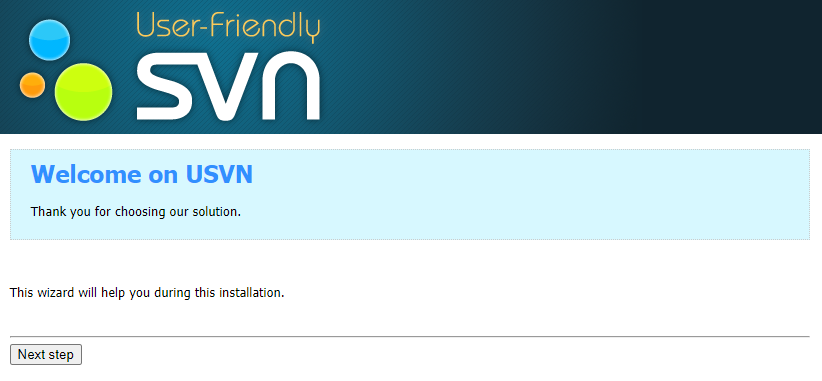 User-Friendly
SVN
Welcome on USVN
Thank you for choosing our solution.
This wizard will help you during this installation.
Next step